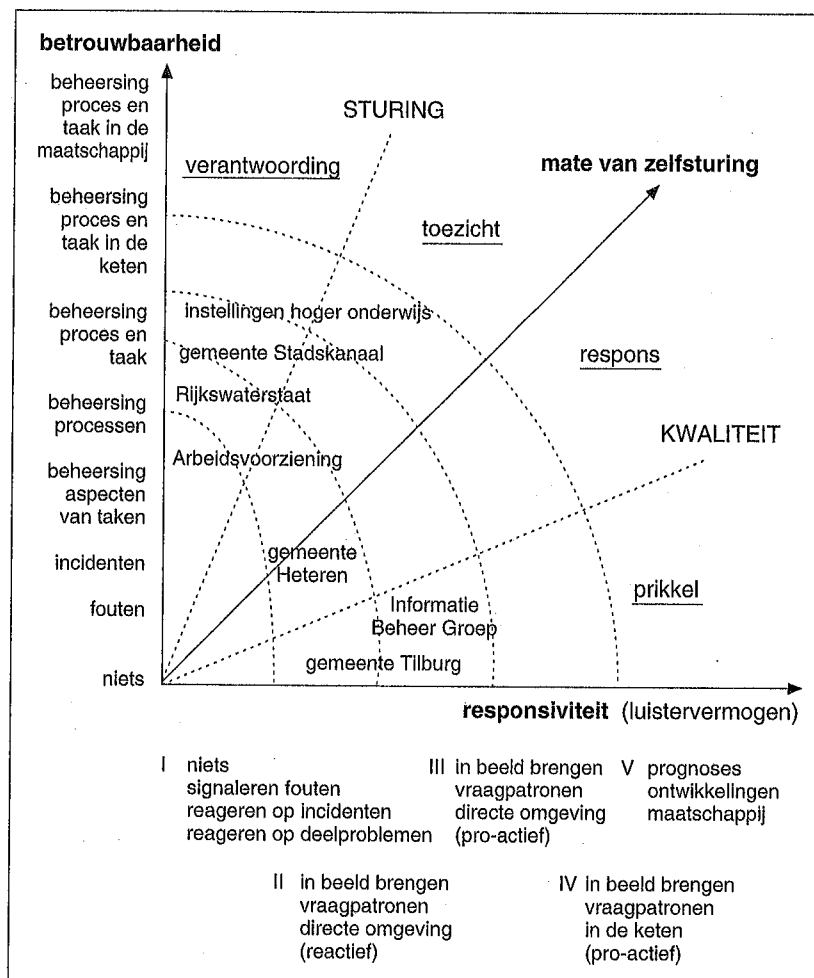 betrouwbaarheid
beheersing
proces en
taak in de
maatschappij
STURING
verantwoording
mate van zelfsturing
beheersing
proces en
taak in de
keten
toezicht
beheersing
proces en
taak
instellingen hoger onderwijs
gemeente Stadskanaal
respons
beheersing
processen
Rijkswaterstaat
KWALITEIT
Arbeidsvoorziening
beheersing
aspecten
van taken
incidenten
gemeente
Heteren
prikkel
fouten
Informatie
Beheer Groep
gemeente Tilburg
niets
responsiviteit (luistervermogen)
I niets
signaleren fouten
reageren op incidenten
reageren op deelproblemen
III in beeld brengen
vraagpatronen
directe omgeving
(pro-actief)
V prognoses
ontwikkelingen
maatschappij
II in beeld brengen
vraagpatronen
directe omgeving
(reactief)
IV in beeld brengen
vraagpatronen
in de keten
(pro-actief)